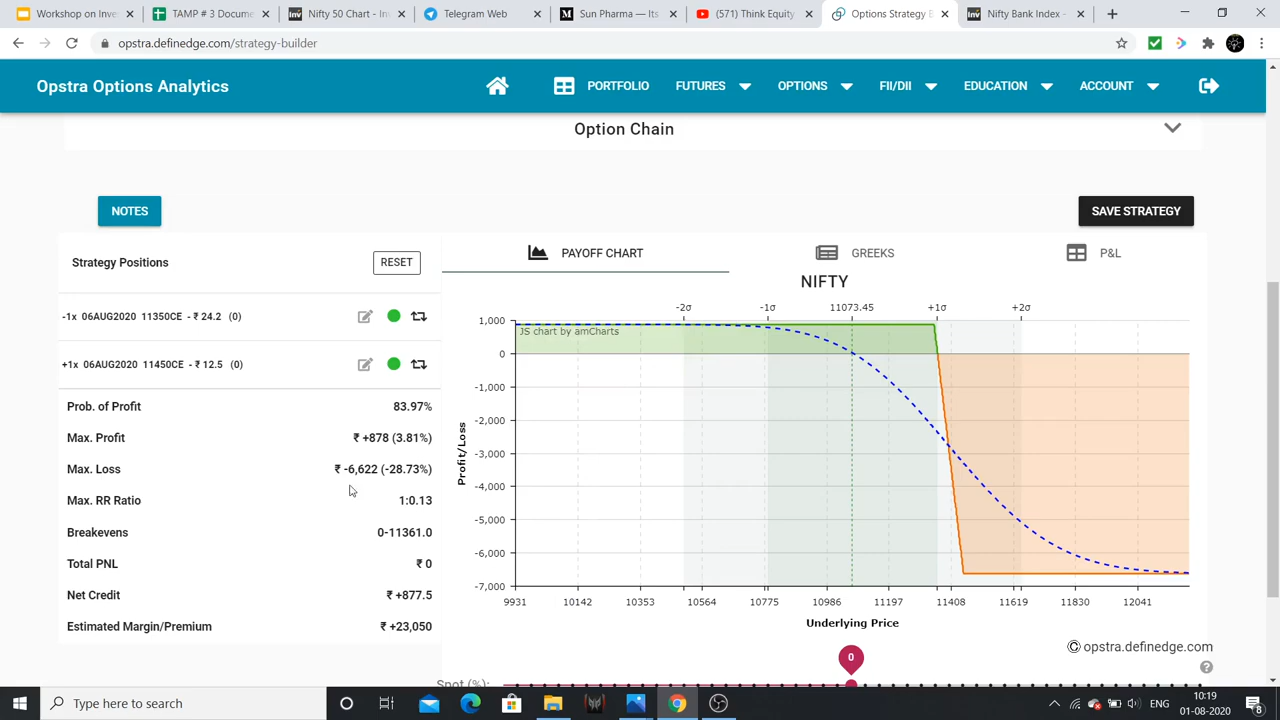 Workshop on Inves
TAMP # 3 Docume
Nifty 50 Chart - Im
Telegram Web
Sun Pharma — Its
(571) Think Equity
Options Strategy B
Nifty Bank Index -
opstra.definedge.com/strategy-builder
Opstra Options Analytics
PORTFOLIO
FUTURES
OPTIONS
FII/DII
EDUCATION
ACCOUNT
Option Chain
NOTES
SAVE STRATEGY
Strategy Positions
RESET
PAYOFF CHART
GREEKS
P&L
NIFTY
-1x 06AUG2020 11350CE - ₹ 24.2 (0)
+1x 06AUG2020 11450CE - ₹ 12.5 (0)
Prob. of Profit 83.97%
Max. Profit ₹ +878 (3.81%)
Max. Loss ₹ -6,622 (-28.73%)
Max. RR Ratio 1:0.13
Breakevens 0-11361.0
Total PNL ₹ 0
Net Credit ₹ +877.5
Estimated Margin/Premium ₹ +23,050
-2σ -1σ 11073.45 +1σ +2σ
JS chart by amCharts
1,000
0
-1,000
-2,000
-3,000
-4,000
-5,000
-6,000
-7,000
Profit/Loss
9931 10142 10353 10564 10775 10986 11197 11408 11619 11830 12041
Underlying Price
© opstra.definedge.com
?
0
Spot (%):
Type here to search
ENG
10:19
01-08-2020
8